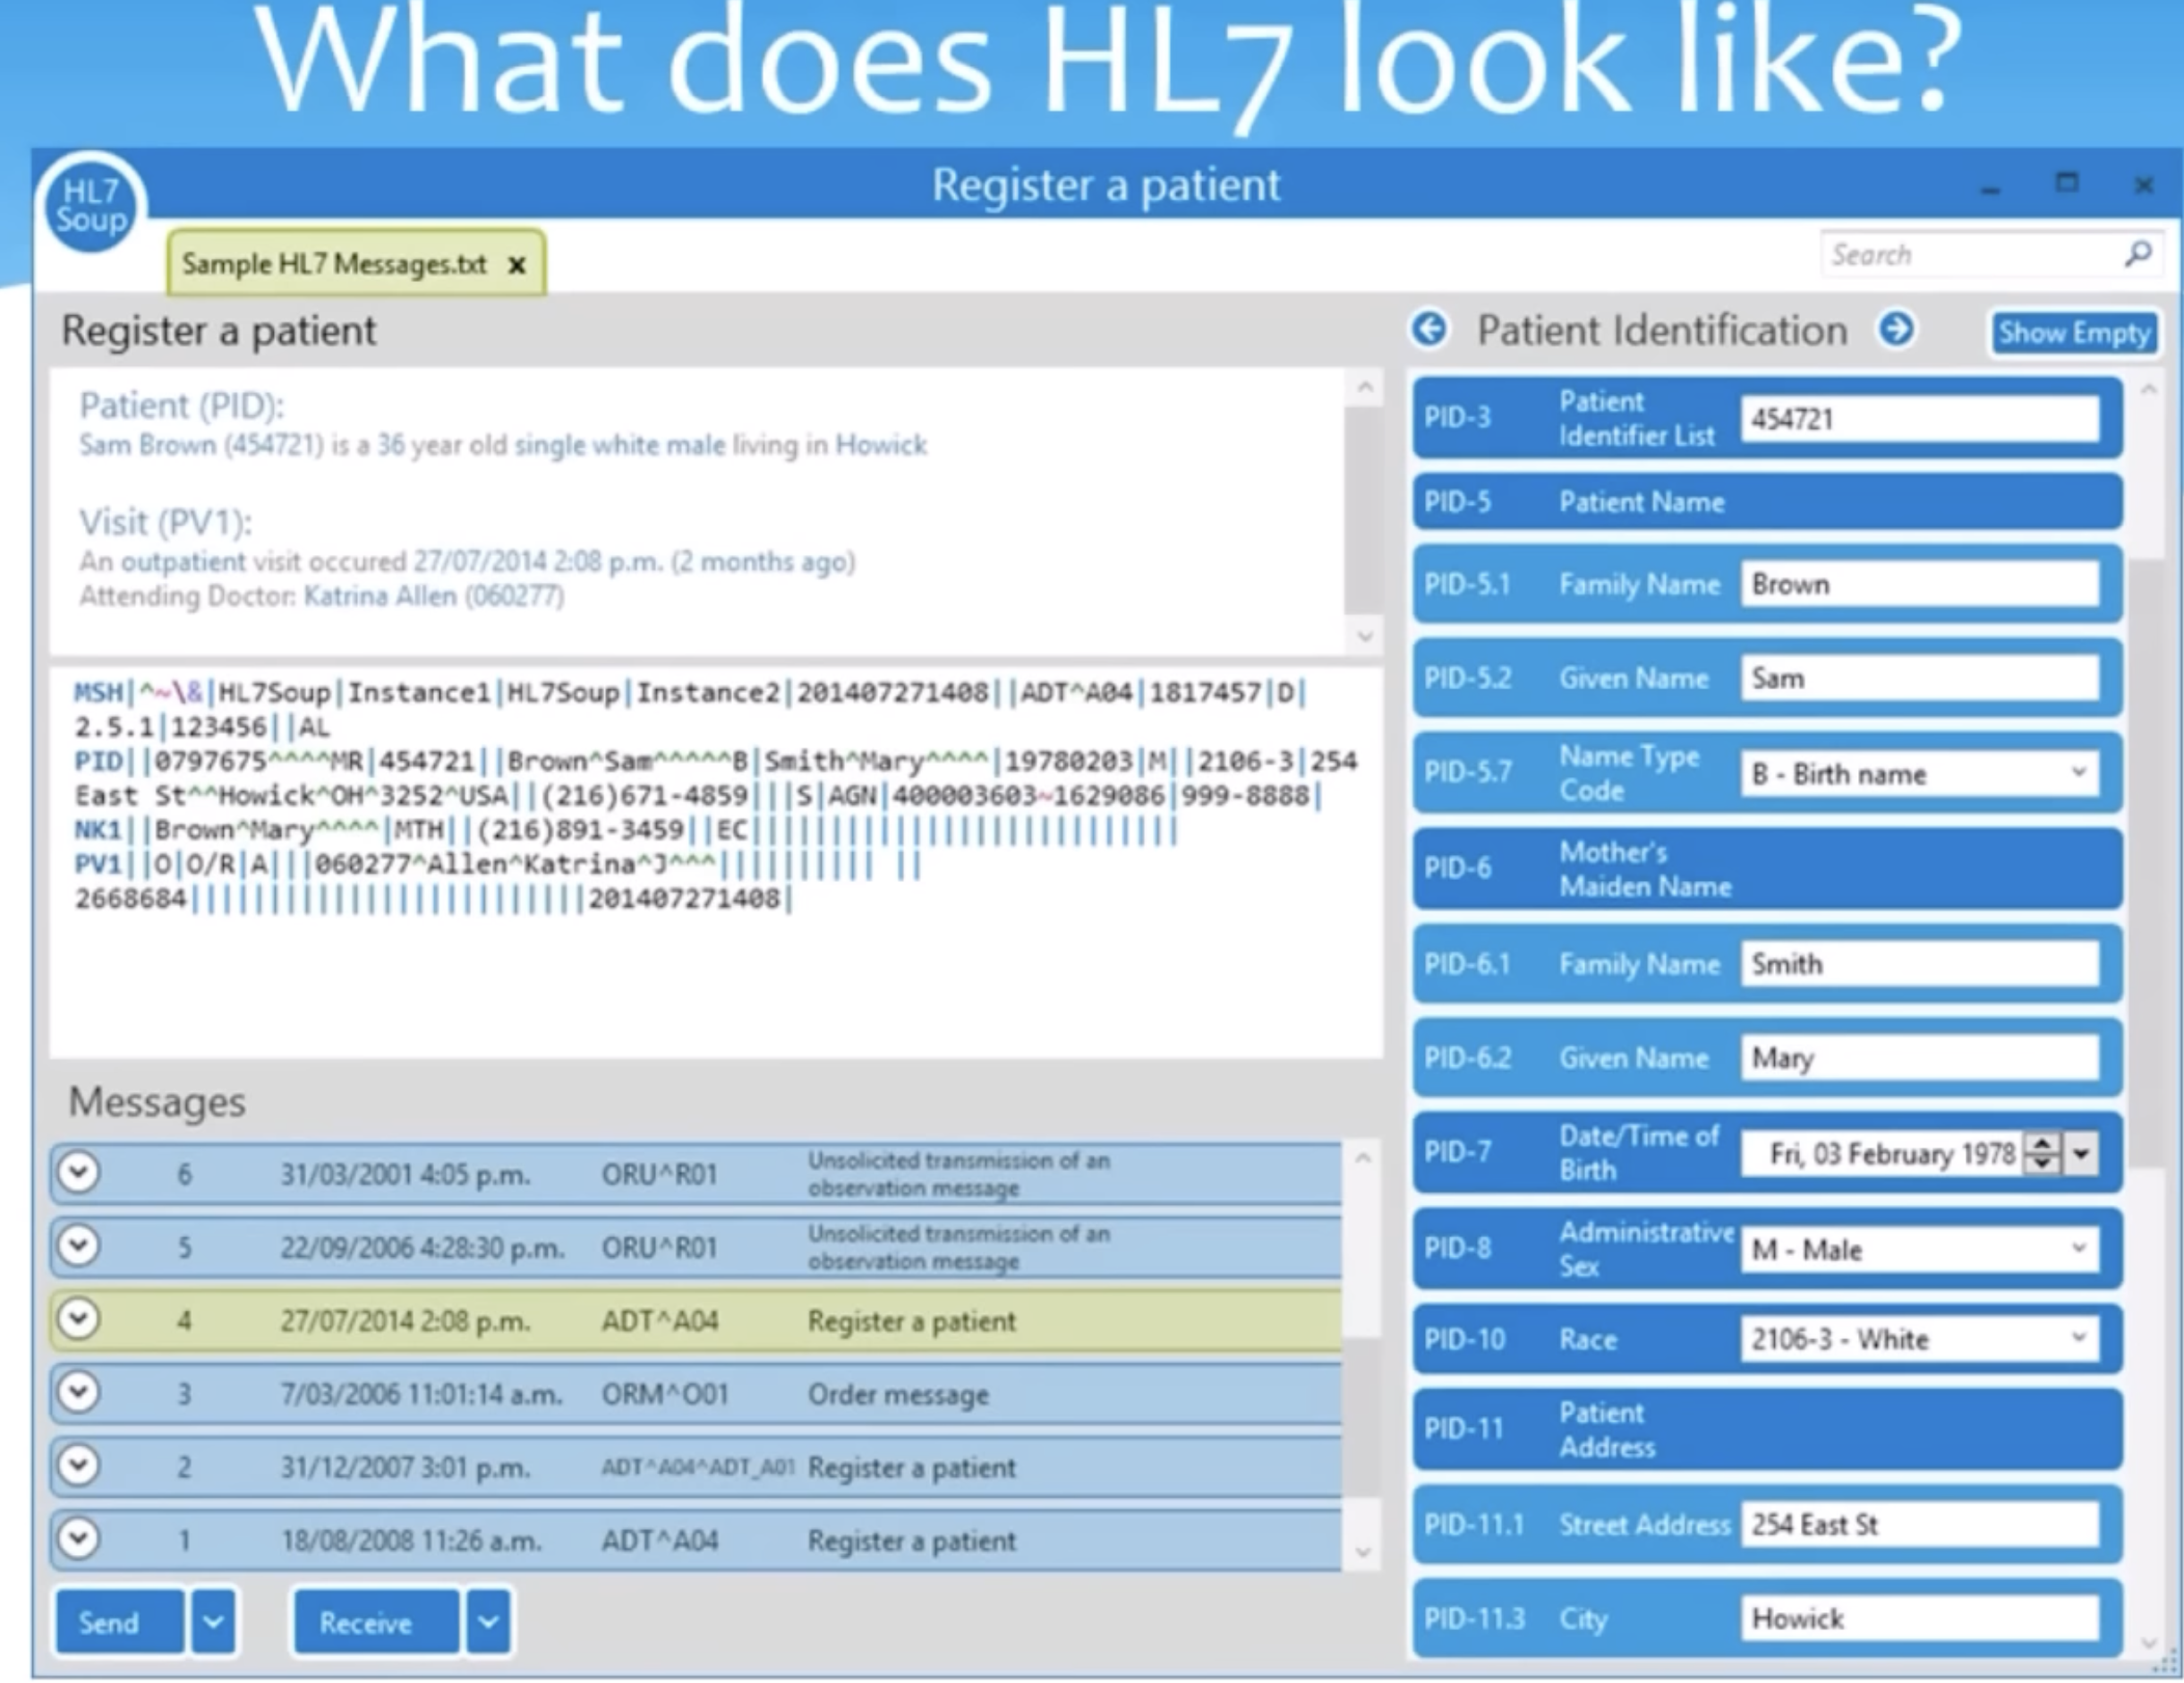 What does HL7 look like?
HL7
Soup
Register a patient
Sample HL7 Messages.txt x
Search
Register a patient
Patient (PID):
Sam Brown (454721) is a 36 year old single white male living in Howick
Visit (PV1):
An outpatient visit occured 27/07/2014 2:08 p.m. (2 months ago)
Attending Doctor: Katrina Allen (060277)
MSH|^~\&|HL7Soup|Instance1|HL7Soup|Instance2|201407271408||ADT^A04|1817457|D|
2.5.1|123456||AL
PID||0797675^^^^MR|454721||Brown^Sam^^^^^B|Smith^Mary^^^^|19780203|M||2106-3|254
East St^^Howick^OH^3252^USA||(216)671-4859|||S|AGN|400003603~1629086|999-8888|
NK1||Brown^Mary^^^^|MTH||(216)891-3459||EC|||||||||||||||||||||||||||
PV1||O|O/R|A|||060277^Allen^Katrina^J^^^|||||||||| ||
2668684|||||||||||||||||||||||||201407271408|
Messages
6 31/03/2001 4:05 p.m. ORU^R01 Unsolicited transmission of an
observation message
5 22/09/2006 4:28:30 p.m. ORU^R01 Unsolicited transmission of an
observation message
4 27/07/2014 2:08 p.m. ADT^A04 Register a patient
3 7/03/2006 11:01:14 a.m. ORM^O01 Order message
2 31/12/2007 3:01 p.m. ADT^A04^ADT_A01 Register a patient
1 18/08/2008 11:26 a.m. ADT^A04 Register a patient
Send
Receive
Patient Identification
Show Empty
PID-3 Patient
Identifier List 454721
PID-5 Patient Name
PID-5.1 Family Name Brown
PID-5.2 Given Name Sam
PID-5.7 Name Type
Code B - Birth name
PID-6 Mother's
Maiden Name
PID-6.1 Family Name Smith
PID-6.2 Given Name Mary
PID-7 Date/Time of
Birth Fri, 03 February 1978
PID-8 Administrative
Sex M - Male
PID-10 Race 2106-3 - White
PID-11 Patient
Address
PID-11.1 Street Address 254 East St
PID-11.3 City Howick